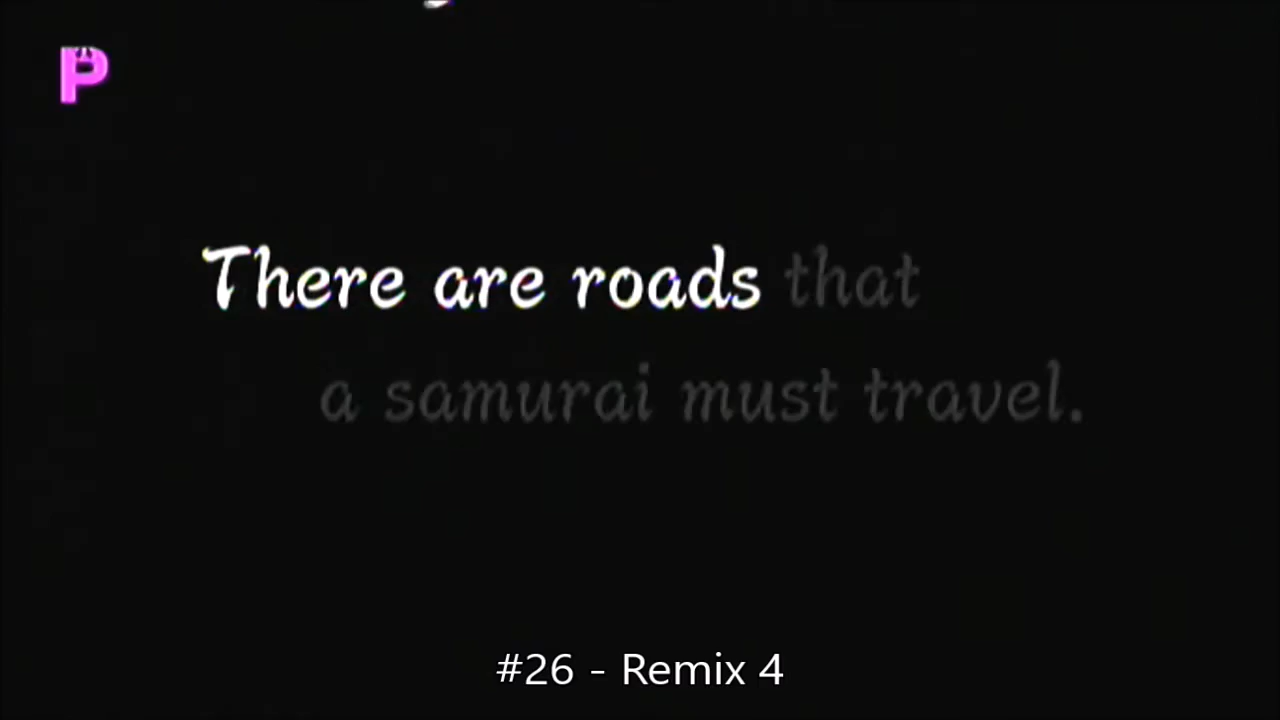 P
There are roads that
a samurai must travel.
#26 - Remix 4